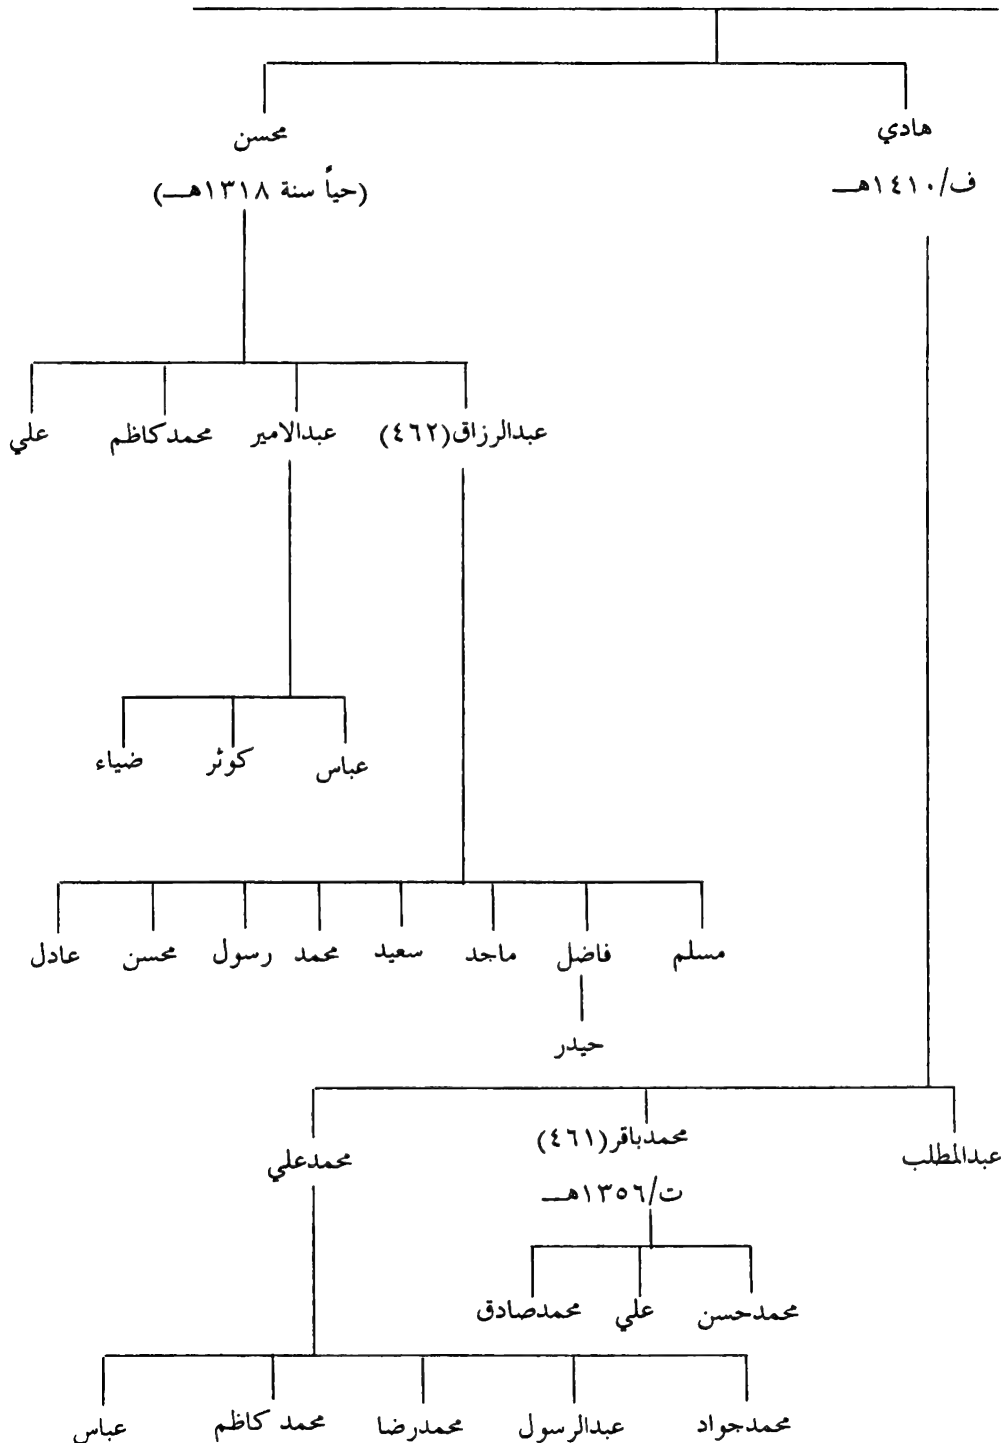 هادي
محسن
ف/١٤١٠هـ
(حياً سنة ١٣١٨هـ)
عبدالرزاق(٤٦٢)
عبدالامير
محمدكاظم
علي
عباس
كوثر
ضياء
مسلم
فاضل
ماجد
سعيد
محمد
رسول
محسن
عادل
حيدر
عبدالمطلب
محمدباقر(٤٦١)
محمدعلي
ت/١٣٥٦هـ
محمدحسن
علي
محمدصادق
محمدجواد
عبدالرسول
محمدرضا
محمد كاظم
عباس